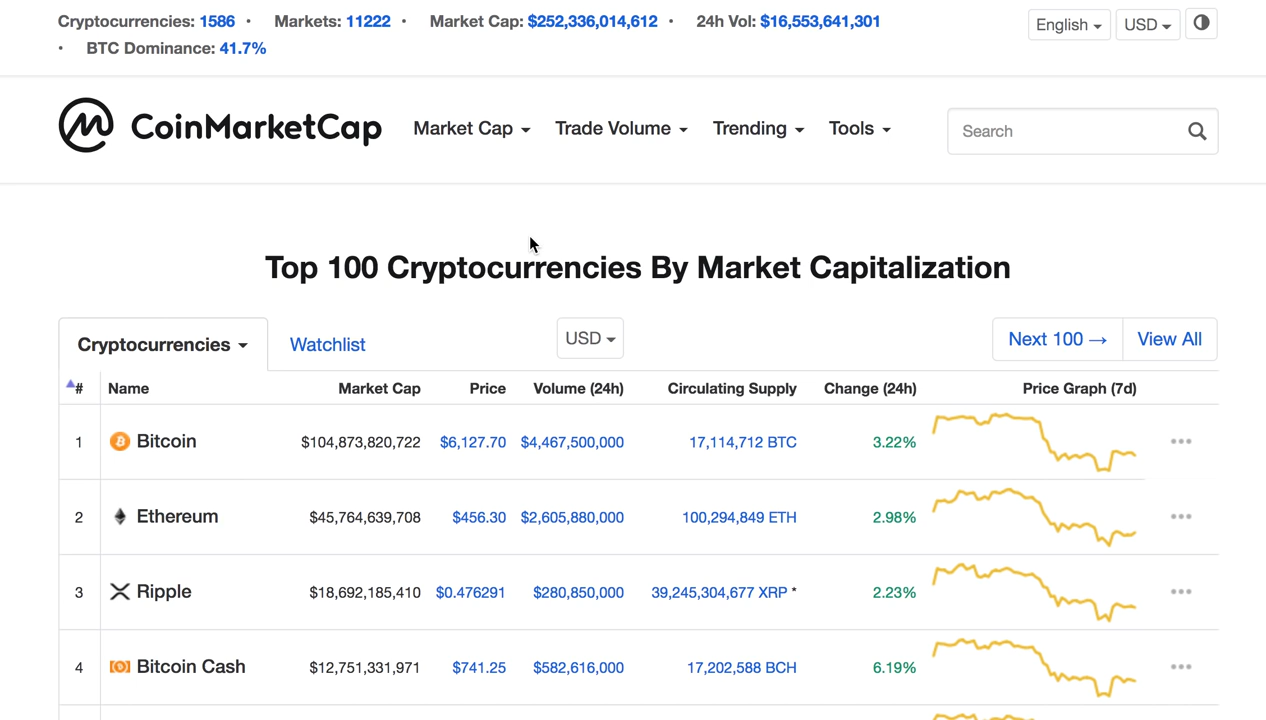 Cryptocurrencies: 1586 • Markets: 11222 • Market Cap: $252,336,014,612 • 24h Vol: $16,553,641,301
• BTC Dominance: 41.7%
English USD
CoinMarketCap Market Cap Trade Volume Trending Tools Search
Top 100 Cryptocurrencies By Market Capitalization
Cryptocurrencies Watchlist USD Next 100 → View All
# Name Market Cap Price Volume (24h) Circulating Supply Change (24h) Price Graph (7d)
1 Bitcoin $104,873,820,722 $6,127.70 $4,467,500,000 17,114,712 BTC 3.22%
2 Ethereum $45,764,639,708 $456.30 $2,605,880,000 100,294,849 ETH 2.98%
3 Ripple $18,692,185,410 $0.476291 $280,850,000 39,245,304,677 XRP * 2.23%
4 Bitcoin Cash $12,751,331,971 $741.25 $582,616,000 17,202,588 BCH 6.19%